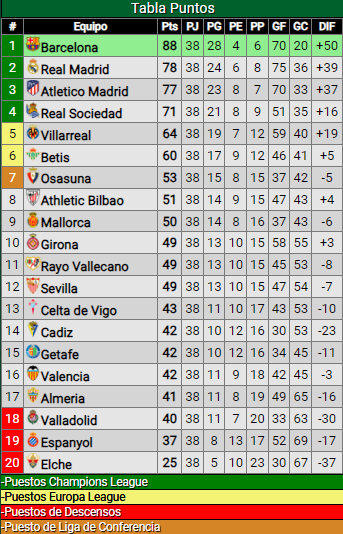 Tabla Puntos
# Equipo Pts PJ PG PE PP GF GC DIF
1 Barcelona 88 38 28 4 6 70 20 +50
2 Real Madrid 78 38 24 6 8 75 36 +39
3 Atletico Madrid 77 38 23 8 7 70 33 +37
4 Real Sociedad 71 38 21 8 9 51 35 +16
5 Villarreal 64 38 19 7 12 59 40 +19
6 Betis 60 38 17 9 12 46 41 +5
7 Osasuna 53 38 15 8 15 37 42 -5
8 Athletic Bilbao 51 38 14 9 15 47 43 +4
9 Mallorca 50 38 14 8 16 37 43 -6
10 Girona 49 38 13 10 15 58 55 +3
11 Rayo Vallecano 49 38 13 10 15 45 53 -8
12 Sevilla 49 38 13 10 15 47 54 -7
13 Celta de Vigo 43 38 11 10 17 43 53 -10
14 Cadiz 42 38 10 12 16 30 53 -23
15 Getafe 42 38 10 12 16 34 45 -11
16 Valencia 42 38 11 9 18 42 45 -3
17 Almeria 41 38 11 8 19 49 65 -16
18 Valladolid 40 38 11 7 20 33 63 -30
19 Espanyol 37 38 8 13 17 52 69 -17
20 Elche 25 38 5 10 23 30 67 -37
-Puestos Champions League
-Puestos Europa League
-Puestos de Descensos
-Puesto de Liga de Conferencia